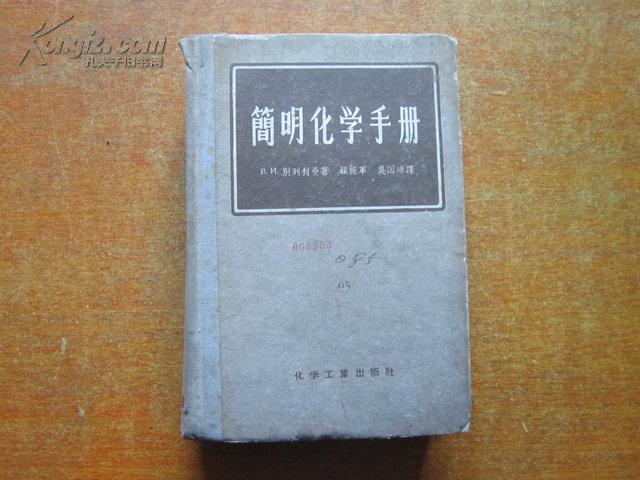 Kongfz.com
孔夫子旧书网
簡明化学手册
В.И.别列利曼著 顧振軍 吳国沛譯
085
化学工業出版社